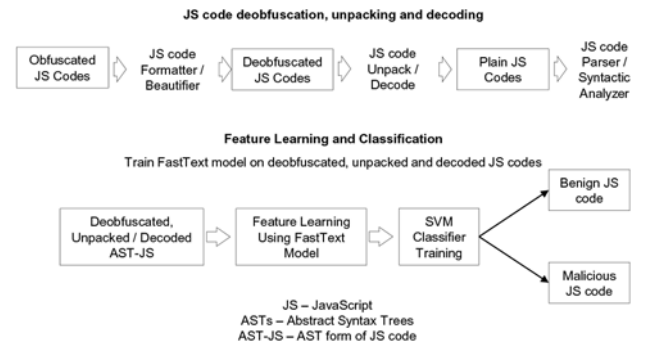 JS code deobfuscation, unpacking and decoding
Obfuscated
JS Codes
JS code
Formatter /
Beautifier
Deobfuscated
JS Codes
JS code
Unpack /
Decode
Plain JS
Codes
JS code
Parser /
Syntactic
Analyzer
Feature Learning and Classification
Train FastText model on deobfuscated, unpacked and decoded JS codes
Deobfuscated,
Unpacked / Decoded
AST-JS
Feature Learning
Using FastText
Model
SVM
Classifier
Training
Benign JS
code
Malicious
JS code
JS – JavaScript
ASTs – Abstract Syntax Trees
AST-JS – AST form of JS code